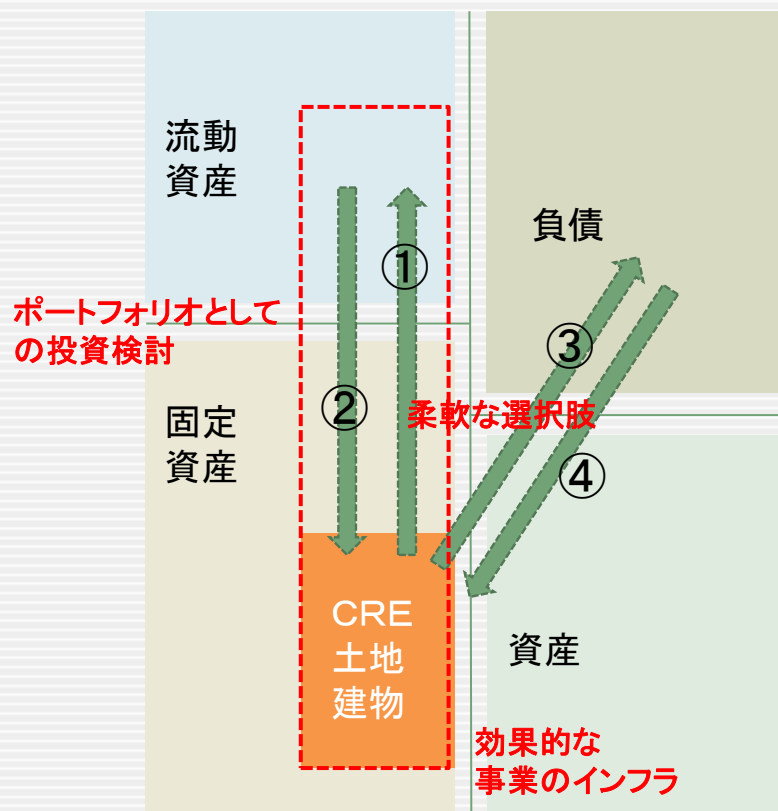 流動
資産
負債
①
ポートフォリオとして
の投資検討
③
②
柔軟な選択肢
固定
資産
④
CRE
土地
建物
資産
効果的な
事業のインフラ